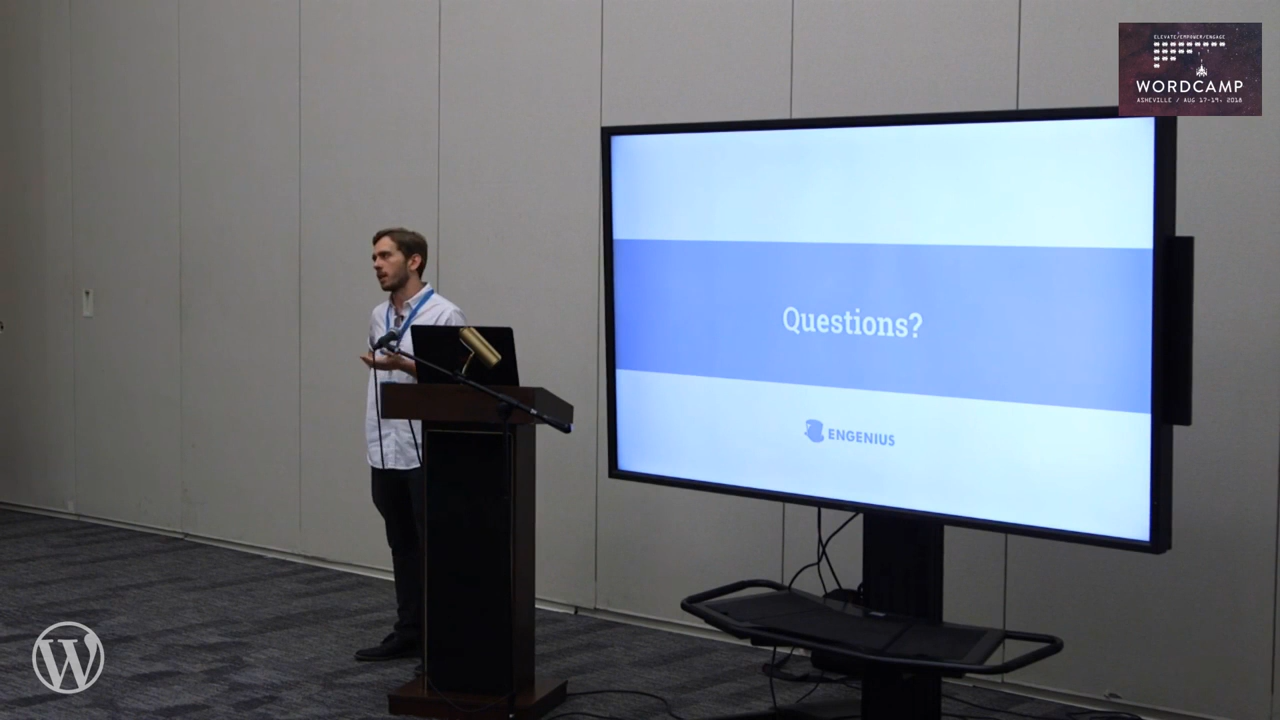 ELEVATE/EMPOWER/ENGAGE
WORDCAMP
ASHEVILLE / AUG 17-19, 2018
Questions?
ENGENIUS
W